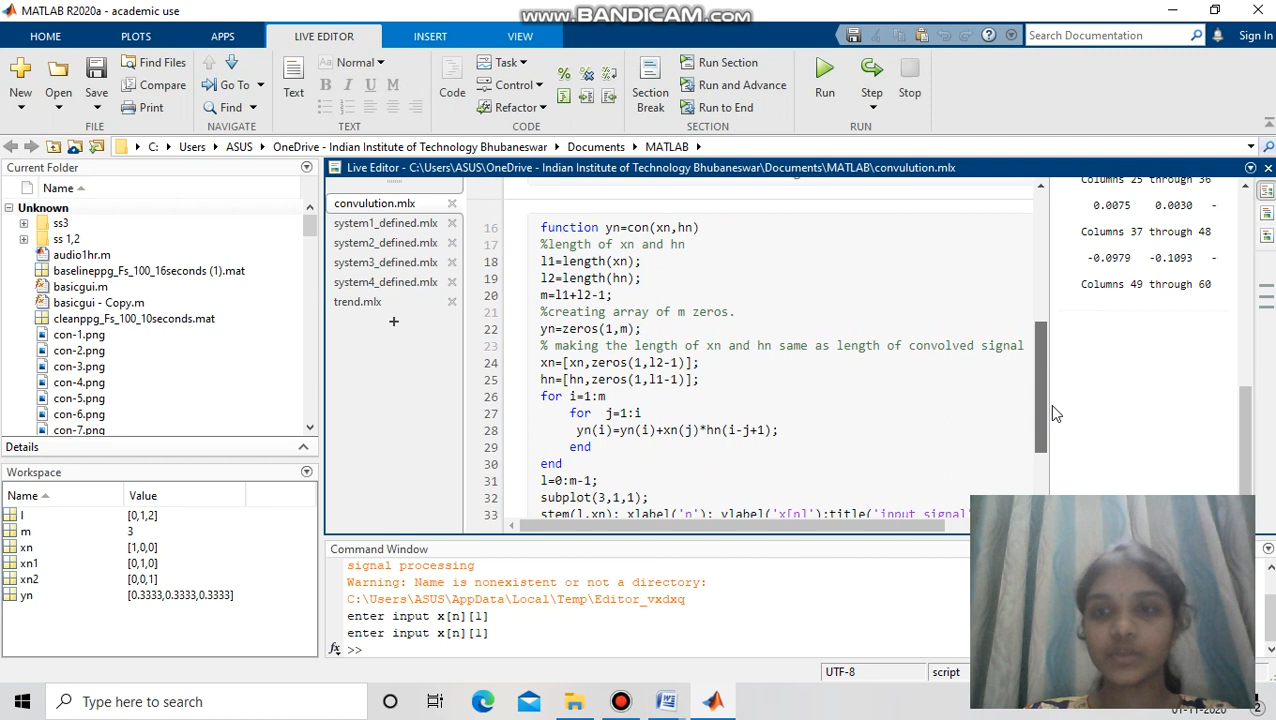 MATLAB R2020a - academic use
www.BANDICAM.com
HOME PLOTS APPS LIVE EDITOR INSERT VIEW
Search Documentation
Sign In
New
Open
Save
Find Files
Compare
Print
FILE
Go To
Find
NAVIGATE
Text
Aa Normal
B I U M
TEXT
Code
Task
Control
Refactor
CODE
Section
Break
Run Section
Run and Advance
Run to End
SECTION
Run
Step
Stop
RUN
C: Users ASUS OneDrive - Indian Institute of Technology Bhubaneswar Documents MATLAB
Current Folder
Name
Unknown
ss3
ss 1,2
audio1hr.m
baselineppg_Fs_100_16seconds (1).mat
basicgui.m
basicgui - Copy.m
cleanppg_Fs_100_10seconds.mat
con-1.png
con-2.png
con-3.png
con-4.png
con-5.png
con-6.png
con-7.png
Details
Workspace
Name Value
l [0,1,2]
m 3
xn [1,0,0]
xn1 [0,1,0]
xn2 [0,0,1]
yn [0.3333,0.3333,0.3333]
Live Editor - C:\Users\ASUS\OneDrive - Indian Institute of Technology Bhubaneswar\Documents\MATLAB\convulution.mlx
convulution.mlx
system1_defined.mlx
system2_defined.mlx
system3_defined.mlx
system4_defined.mlx
trend.mlx
16 function yn=con(xn,hn)
17 %length of xn and hn
18 l1=length(xn);
19 l2=length(hn);
20 m=l1+l2-1;
21 %creating array of m zeros.
22 yn=zeros(1,m);
23 % making the length of xn and hn same as length of convolved signal
24 xn=[xn,zeros(1,l2-1)];
25 hn=[hn,zeros(1,l1-1)];
26 for i=1:m
27 for j=1:i
28 yn(i)=yn(i)+xn(j)*hn(i-j+1);
29 end
30 end
31 l=0:m-1;
32 subplot(3,1,1);
33 stem(l,xn); xlabel('n'); ylabel('x[n]');title('input signal'
Columns 25 through 36
0.0075 0.0030 -
Columns 37 through 48
-0.0979 -0.1093 -
Columns 49 through 60
Command Window
signal processing
Warning: Name is nonexistent or not a directory:
C:\Users\ASUS\AppData\Local\Temp\Editor_vxdxq
enter input x[n][1]
enter input x[n][1]
fx >>
UTF-8
script
Type here to search
01-11-2020
2